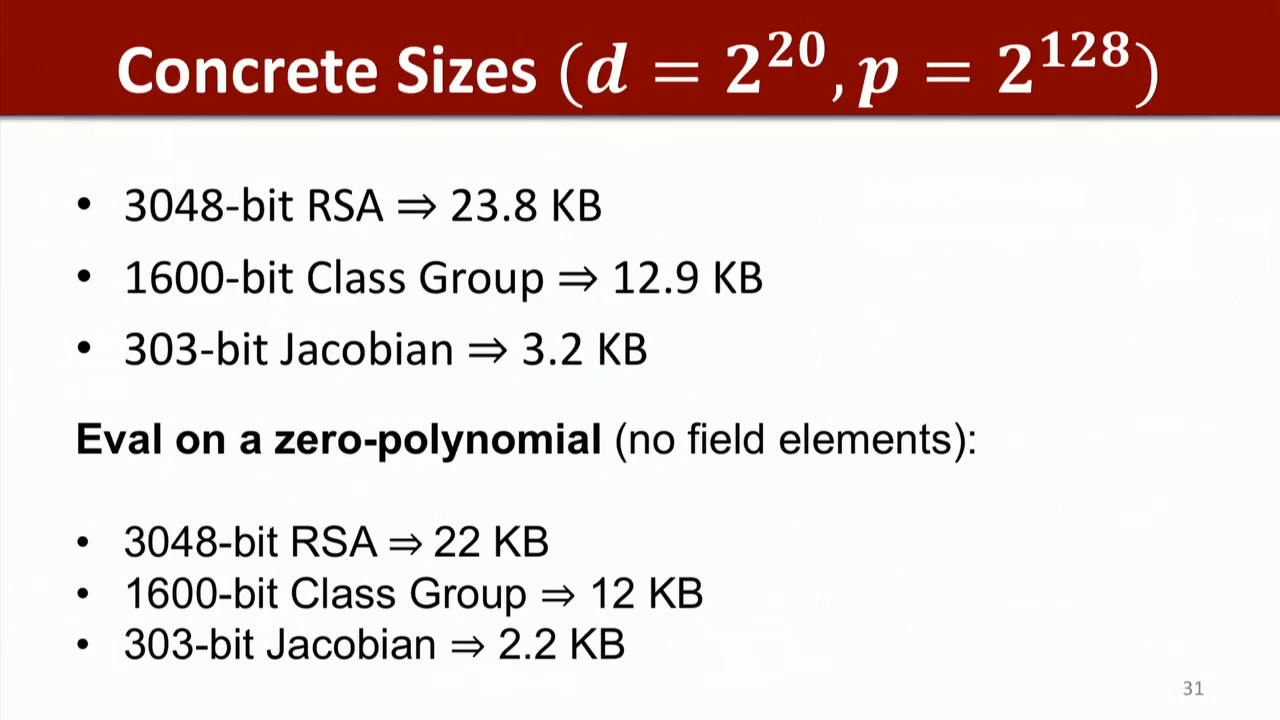 Concrete Sizes (d = 2^20, p = 2^128)
• 3048-bit RSA ⇒ 23.8 KB
• 1600-bit Class Group ⇒ 12.9 KB
• 303-bit Jacobian ⇒ 3.2 KB
Eval on a zero-polynomial (no field elements):
• 3048-bit RSA ⇒ 22 KB
• 1600-bit Class Group ⇒ 12 KB
• 303-bit Jacobian ⇒ 2.2 KB
31